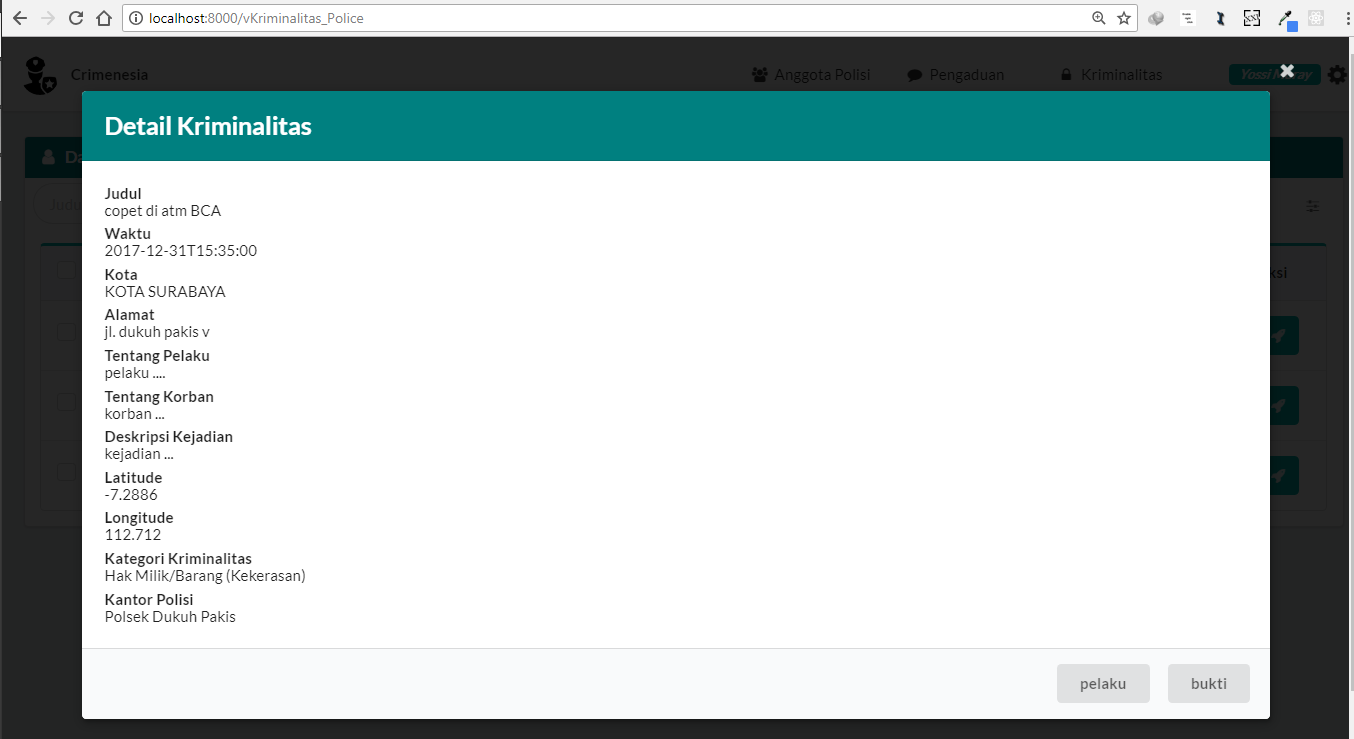 localhost:8000/vKriminalitas_Police
Crimenesia
Anggota Polisi
Pengaduan
Kriminalitas
Yossi
Detail Kriminalitas
Judul
copet di atm BCA
Waktu
2017-12-31T15:35:00
Kota
KOTA SURABAYA
Alamat
jl. dukuh pakis v
Tentang Pelaku
pelaku ....
Tentang Korban
korban ...
Deskripsi Kejadian
kejadian ...
Latitude
-7.2886
Longitude
112.712
Kategori Kriminalitas
Hak Milik/Barang (Kekerasan)
Kantor Polisi
Polsek Dukuh Pakis
pelaku
bukti